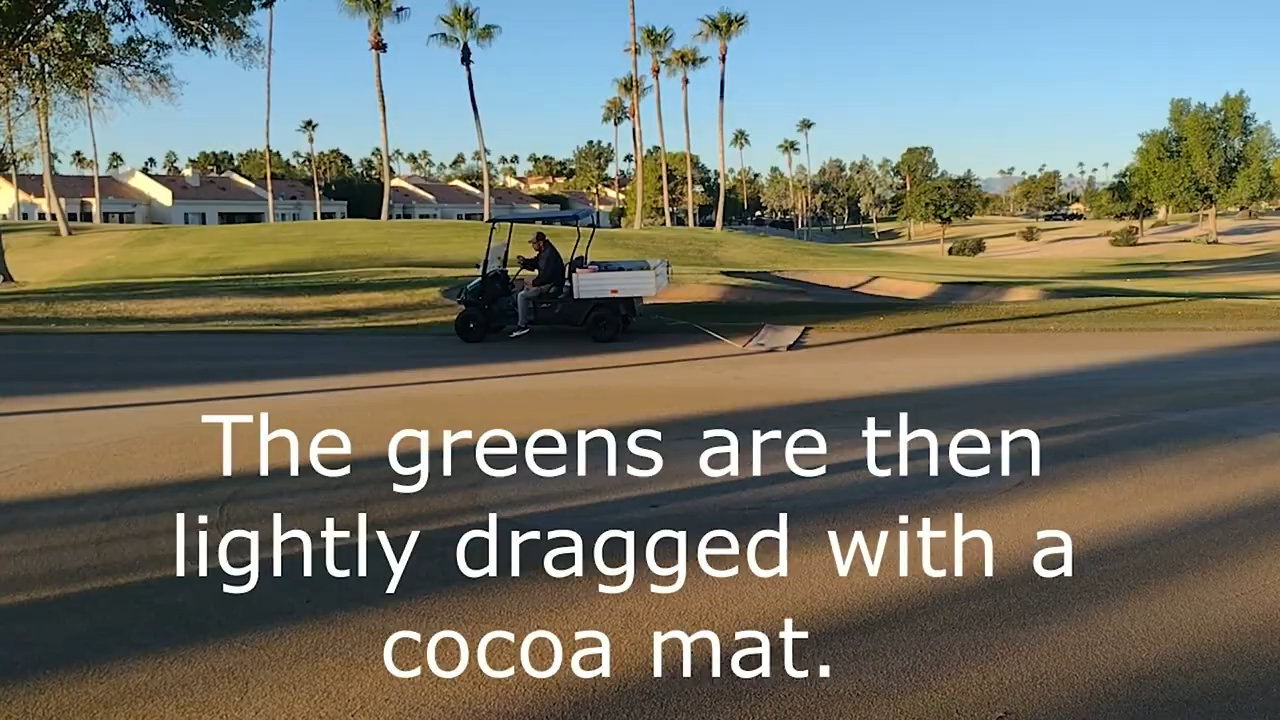 The greens are then
lightly dragged with a
cocoa mat.